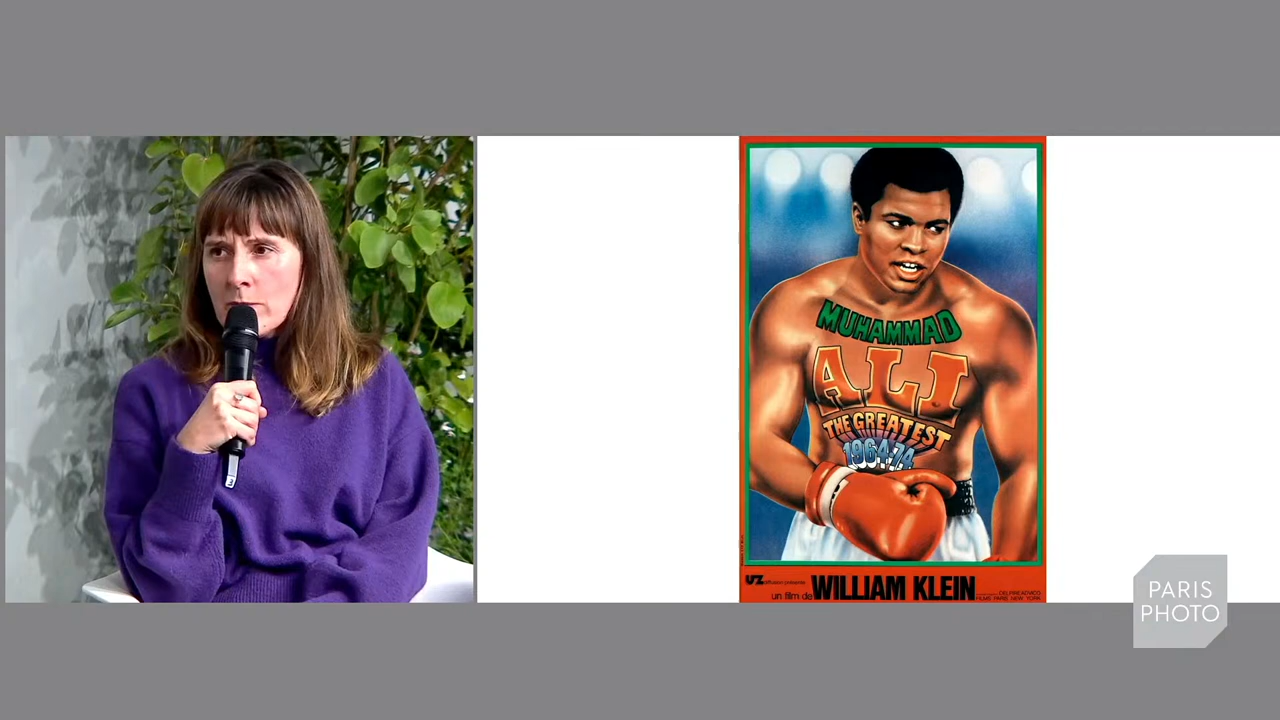 MUHAMMAD
ALI
THE GREATEST
1964-74
un film de WILLIAM KLEIN
PARIS
PHOTO